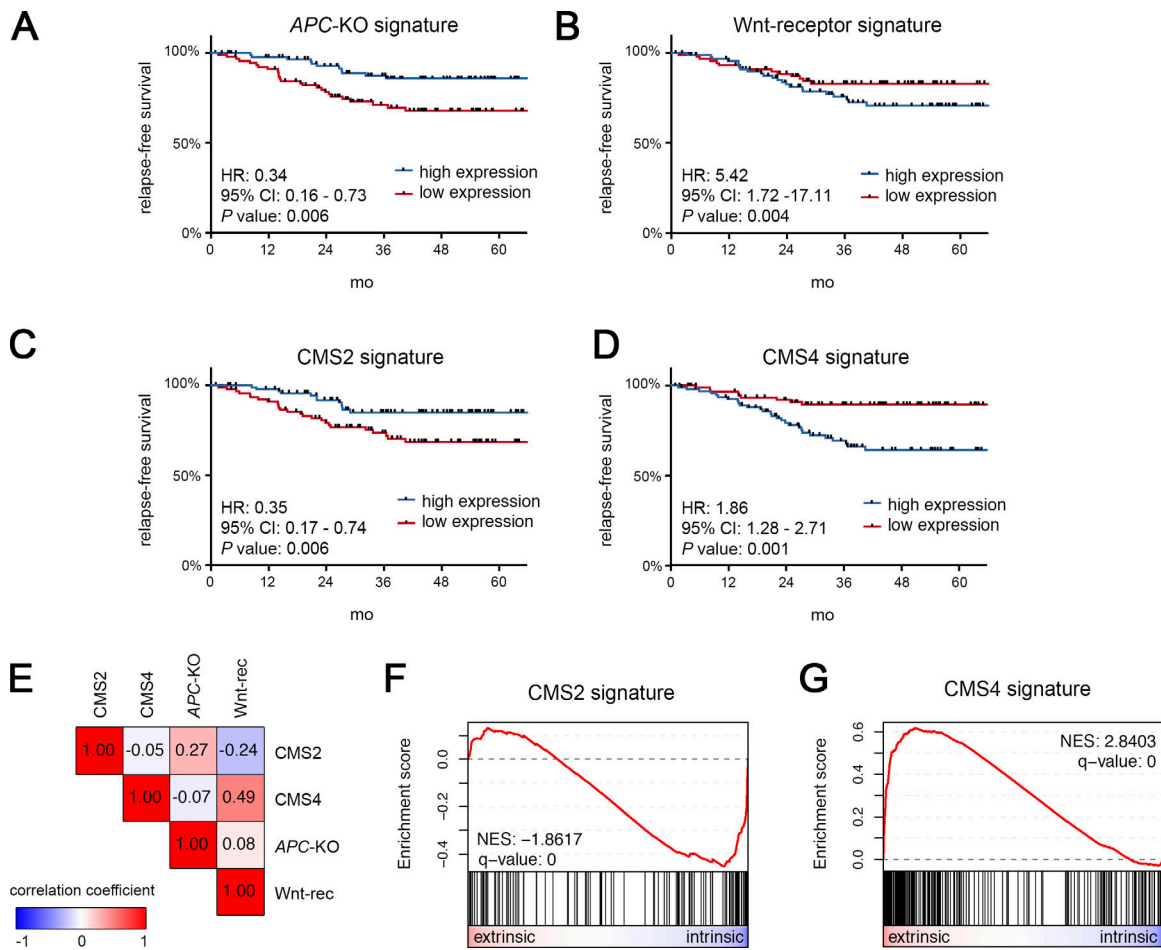 A
APC-KO signature
relapse-free survival
100%
50%
0%
HR: 0.34
95% CI: 0.16 - 0.73
P value: 0.006
high expression
low expression
0 12 24 36 48 60
mo
B
Wnt-receptor signature
relapse-free survival
100%
50%
0%
HR: 5.42
95% CI: 1.72 -17.11
P value: 0.004
high expression
low expression
0 12 24 36 48 60
mo
C
CMS2 signature
relapse-free survival
100%
50%
0%
HR: 0.35
95% CI: 0.17 - 0.74
P value: 0.006
high expression
low expression
0 12 24 36 48 60
mo
D
CMS4 signature
relapse-free survival
100%
50%
0%
HR: 1.86
95% CI: 1.28 - 2.71
P value: 0.001
high expression
low expression
0 12 24 36 48 60
mo
E
CMS2 CMS4 APC-KO Wnt-rec
1.00 -0.05 0.27 -0.24 CMS2
1.00 -0.07 0.49 CMS4
1.00 0.08 APC-KO
1.00 Wnt-rec
correlation coefficient
-1 0 1
F
CMS2 signature
Enrichment score
0.0
-0.2
-0.4
NES: −1.8617
q−value: 0
extrinsic intrinsic
G
CMS4 signature
Enrichment score
0.6
0.4
0.2
0.0
NES: 2.8403
q−value: 0
extrinsic intrinsic